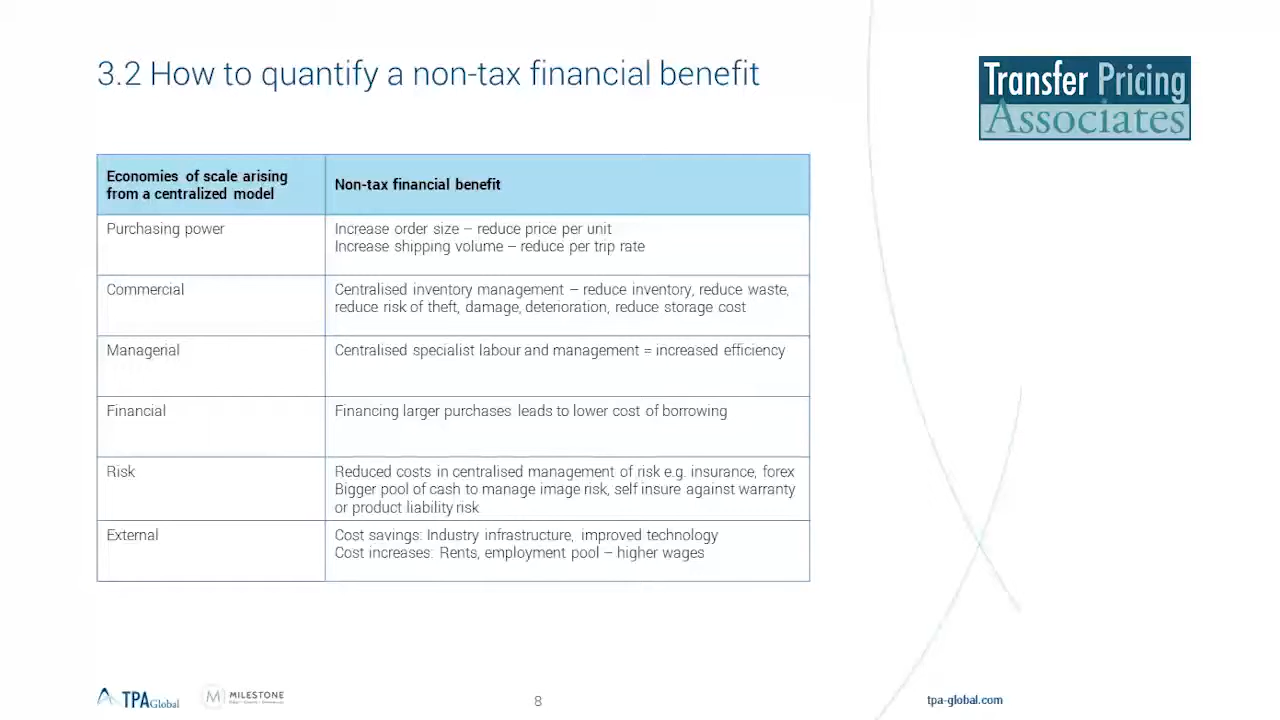 3.2 How to quantify a non-tax financial benefit
Transfer Pricing
Associates
Economies of scale arising
from a centralized model
Non-tax financial benefit
Purchasing power
Increase order size – reduce price per unit
Increase shipping volume – reduce per trip rate
Commercial
Centralised inventory management – reduce inventory, reduce waste,
reduce risk of theft, damage, deterioration, reduce storage cost
Managerial
Centralised specialist labour and management = increased efficiency
Financial
Financing larger purchases leads to lower cost of borrowing
Risk
Reduced costs in centralised management of risk e.g. insurance, forex
Bigger pool of cash to manage image risk, self insure against warranty
or product liability risk
External
Cost savings: Industry infrastructure, improved technology
Cost increases: Rents, employment pool – higher wages
TPA Global
M MILESTONE
8
tpa-global.com